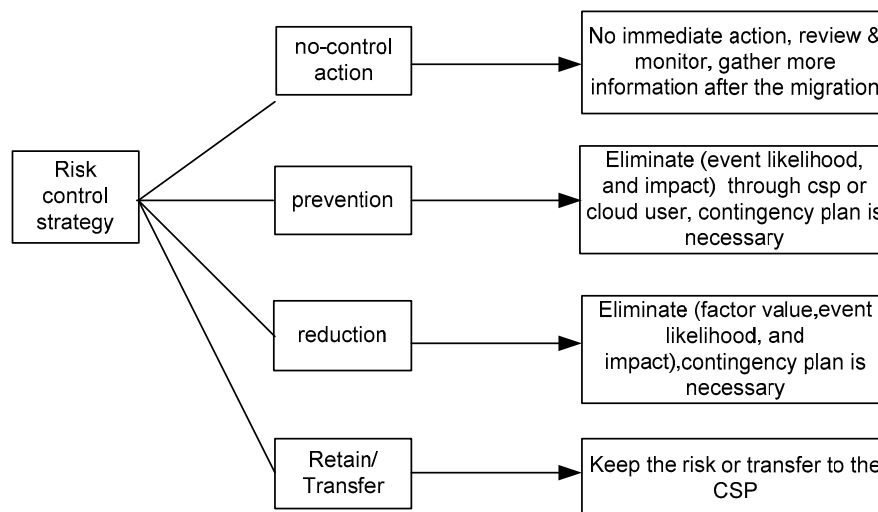 Risk
control
strategy
no-control
action
No immediate action, review &
monitor, gather more
information after the migration
prevention
Eliminate (event likelihood,
and impact) through csp or
cloud user, contingency plan is
necessary
reduction
Eliminate (factor value,event
likelihood, and
impact),contingency plan is
necessary
Retain/
Transfer
Keep the risk or transfer to the
CSP